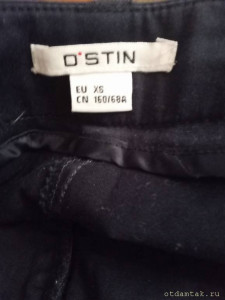 O'STIN
EU XS
CN 160/68A
otdamtak.ru